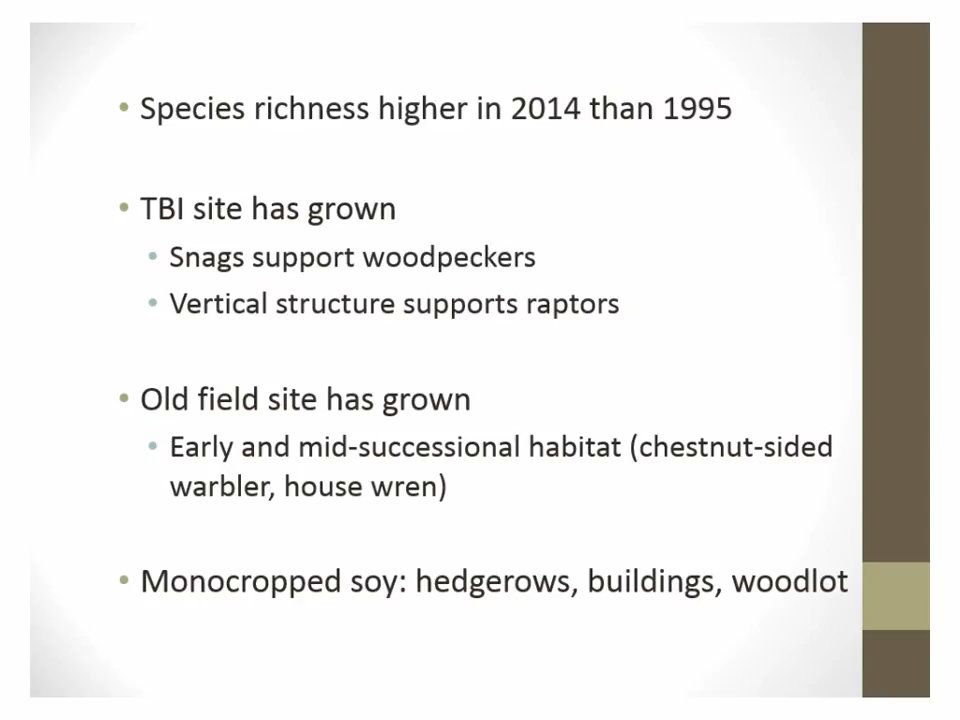 • Species richness higher in 2014 than 1995
• TBI site has grown
• Snags support woodpeckers
• Vertical structure supports raptors
• Old field site has grown
• Early and mid-successional habitat (chestnut-sided
warbler, house wren)
• Monocropped soy: hedgerows, buildings, woodlot